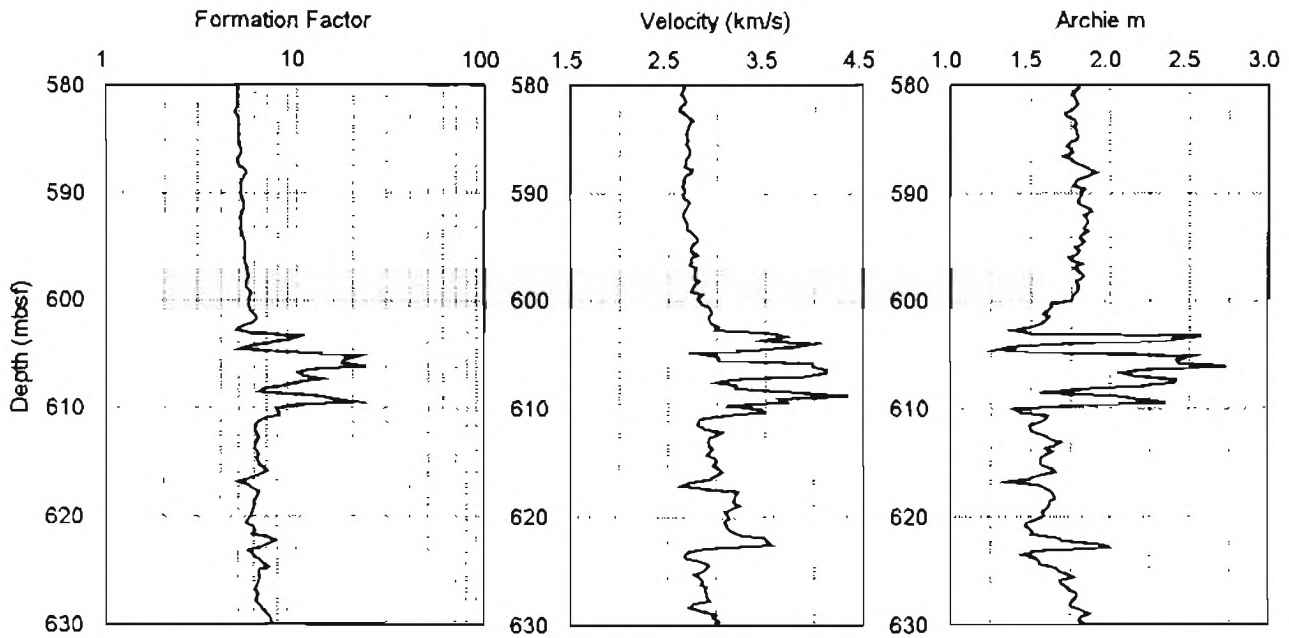 Formation Factor
Velocity (km/s)
Archie m
1 10 100
1.5 2.5 3.5 4.5
1.0 1.5 2.0 2.5 3.0
580 580 580
590 590 590
600 600 600
Depth (mbsf)
610 610 610
620 620 620
630 630 630